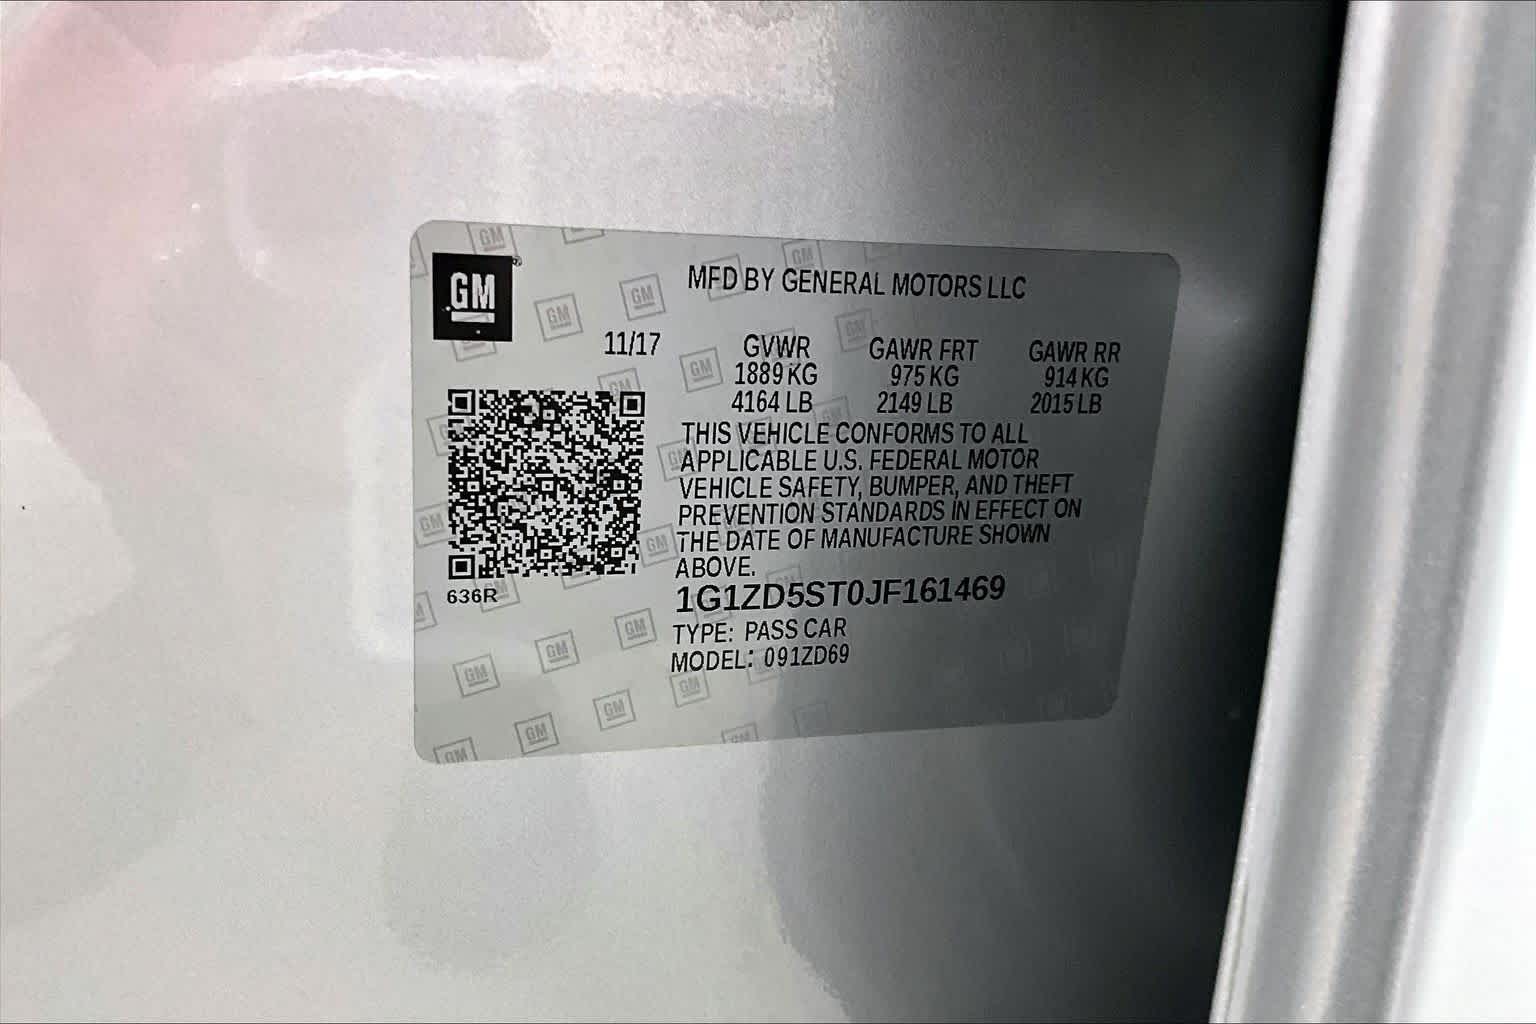 GM
MFD BY GENERAL MOTORS LLC
11/17 GVWR GAWR FRT GAWR RR
1889 KG 975 KG 914 KG
4164 LB 2149 LB 2015 LB
THIS VEHICLE CONFORMS TO ALL
APPLICABLE U.S. FEDERAL MOTOR
VEHICLE SAFETY, BUMPER, AND THEFT
PREVENTION STANDARDS IN EFFECT ON
THE DATE OF MANUFACTURE SHOWN
ABOVE.
636R
1G1ZD5ST0JF161469
TYPE: PASS CAR
MODEL: 091ZD69